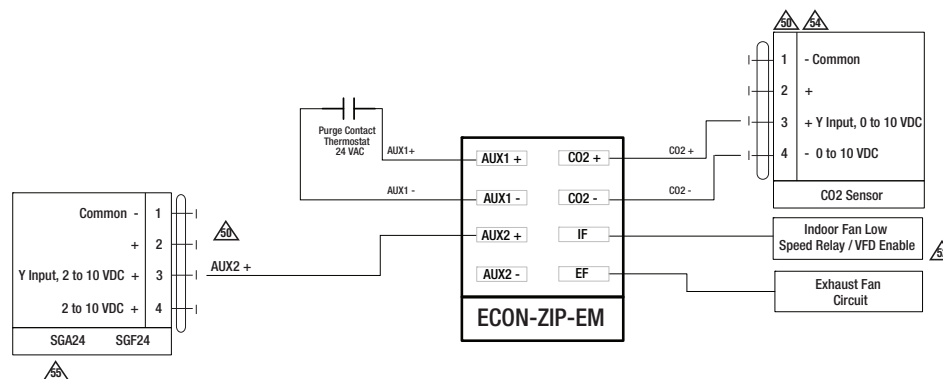 50
54
1 - Common
2 +
3 + Y Input, 0 to 10 VDC
4 - 0 to 10 VDC
CO2 Sensor
Purge Contact
Thermostat
24 VAC
AUX1+
AUX1 -
AUX1 +
CO2 +
AUX1 -
CO2 -
AUX2 +
IF
AUX2 -
EF
ECON-ZIP-EM
CO2 +
CO2 -
Indoor Fan Low
Speed Relay / VFD Enable
Exhaust Fan
Circuit
Common - 1
+ 2
Y Input, 2 to 10 VDC + 3
2 to 10 VDC + 4
SGA24 SGF24
50
AUX2 +
55